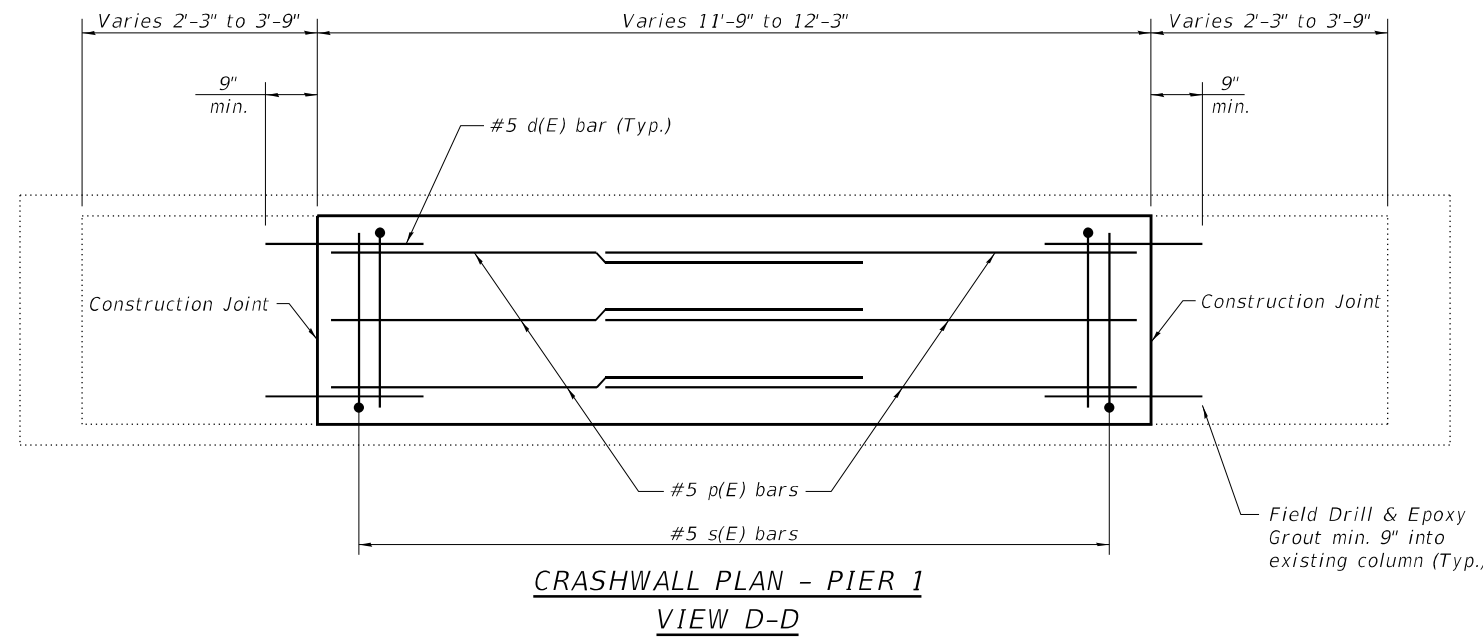 Varies 2'-3" to 3'-9"
Varies 11'-9" to 12'-3"
Varies 2'-3" to 3'-9"
9"
min.
9"
min.
#5 d(E) bar (Typ.)
Construction Joint
Construction Joint
#5 p(E) bars
#5 s(E) bars
Field Drill & Epoxy
Grout min. 9" into
existing column (Typ.)
CRASHWALL PLAN - PIER 1
VIEW D-D